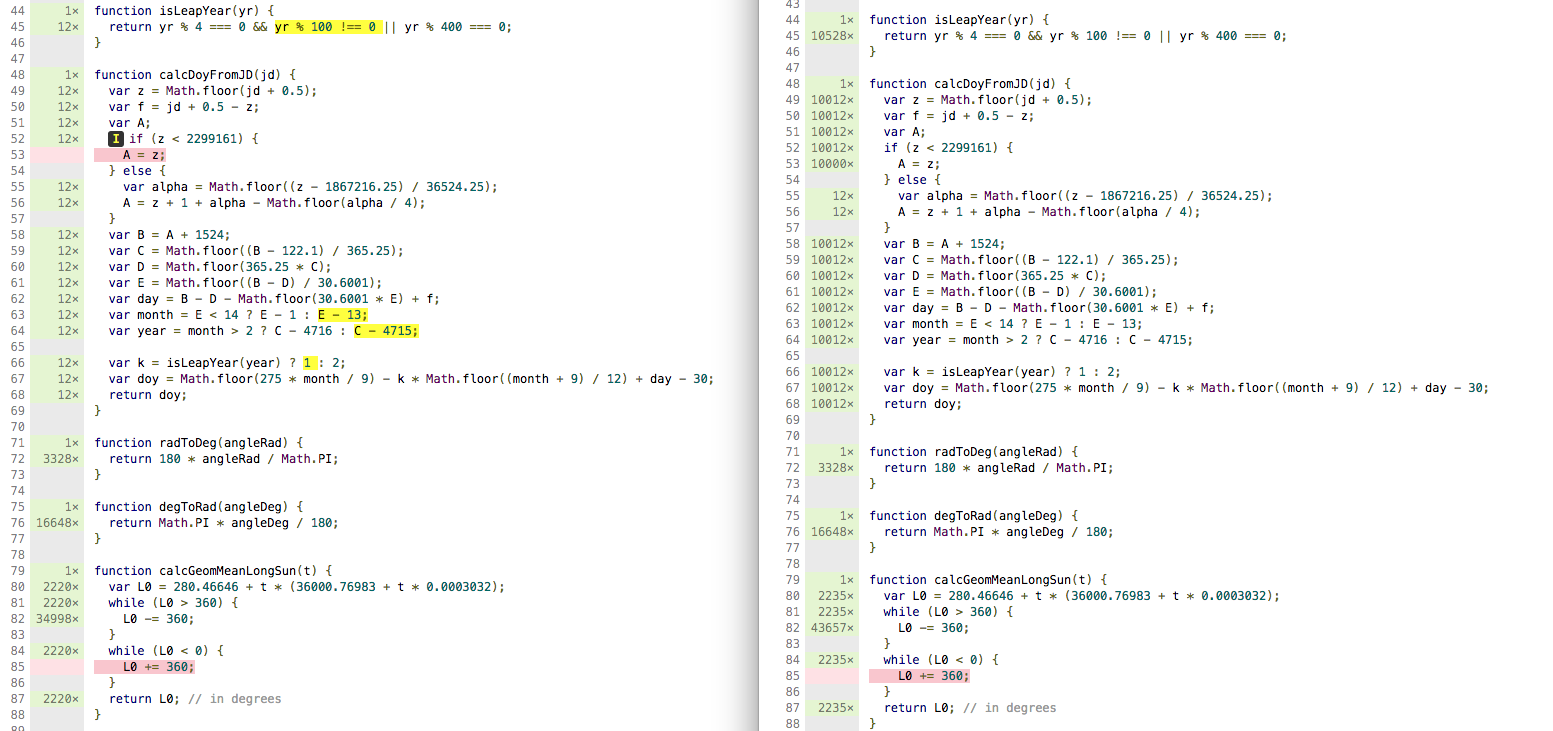 44 1× function isLeapYear(yr) {
45 12× return yr % 4 === 0 && yr % 100 !== 0 || yr % 400 === 0;
46 }
47
48 1× function calcDoyFromJD(jd) {
49 12× var z = Math.floor(jd + 0.5);
50 12× var f = jd + 0.5 − z;
51 12× var A;
52 12× I if (z < 2299161) {
53 A = z;
54 } else {
55 12× var alpha = Math.floor((z − 1867216.25) / 36524.25);
56 12× A = z + 1 + alpha − Math.floor(alpha / 4);
57 }
58 12× var B = A + 1524;
59 12× var C = Math.floor((B − 122.1) / 365.25);
60 12× var D = Math.floor(365.25 * C);
61 12× var E = Math.floor((B − D) / 30.6001);
62 12× var day = B − D − Math.floor(30.6001 * E) + f;
63 12× var month = E < 14 ? E − 1 : E − 13;
64 12× var year = month > 2 ? C − 4716 : C − 4715;
65
66 12× var k = isLeapYear(year) ? 1 : 2;
67 12× var doy = Math.floor(275 * month / 9) − k * Math.floor((month + 9) / 12) + day − 30;
68 12× return doy;
69 }
70
71 1× function radToDeg(angleRad) {
72 3328× return 180 * angleRad / Math.PI;
73 }
74
75 1× function degToRad(angleDeg) {
76 16648× return Math.PI * angleDeg / 180;
77 }
78
79 1× function calcGeomMeanLongSun(t) {
80 2220× var L0 = 280.46646 + t * (36000.76983 + t * 0.0003032);
81 2220× while (L0 > 360) {
82 34998× L0 −= 360;
83 }
84 2220× while (L0 < 0) {
85 L0 += 360;
86 }
87 2220× return L0; // in degrees
88 }
89
43
44 1× function isLeapYear(yr) {
45 10528× return yr % 4 === 0 && yr % 100 !== 0 || yr % 400 === 0;
46 }
47
48 1× function calcDoyFromJD(jd) {
49 10012× var z = Math.floor(jd + 0.5);
50 10012× var f = jd + 0.5 − z;
51 10012× var A;
52 10012× if (z < 2299161) {
53 10000× A = z;
54 } else {
55 12× var alpha = Math.floor((z − 1867216.25) / 36524.25);
56 12× A = z + 1 + alpha − Math.floor(alpha / 4);
57 }
58 10012× var B = A + 1524;
59 10012× var C = Math.floor((B − 122.1) / 365.25);
60 10012× var D = Math.floor(365.25 * C);
61 10012× var E = Math.floor((B − D) / 30.6001);
62 10012× var day = B − D − Math.floor(30.6001 * E) + f;
63 10012× var month = E < 14 ? E − 1 : E − 13;
64 10012× var year = month > 2 ? C − 4716 : C − 4715;
65
66 10012× var k = isLeapYear(year) ? 1 : 2;
67 10012× var doy = Math.floor(275 * month / 9) − k * Math.floor((month + 9) / 12) + day − 30;
68 10012× return doy;
69 }
70
71 1× function radToDeg(angleRad) {
72 3328× return 180 * angleRad / Math.PI;
73 }
74
75 1× function degToRad(angleDeg) {
76 16648× return Math.PI * angleDeg / 180;
77 }
78
79 1× function calcGeomMeanLongSun(t) {
80 2235× var L0 = 280.46646 + t * (36000.76983 + t * 0.0003032);
81 2235× while (L0 > 360) {
82 43657× L0 −= 360;
83 }
84 2235× while (L0 < 0) {
85 L0 += 360;
86 }
87 2235× return L0; // in degrees
88 }